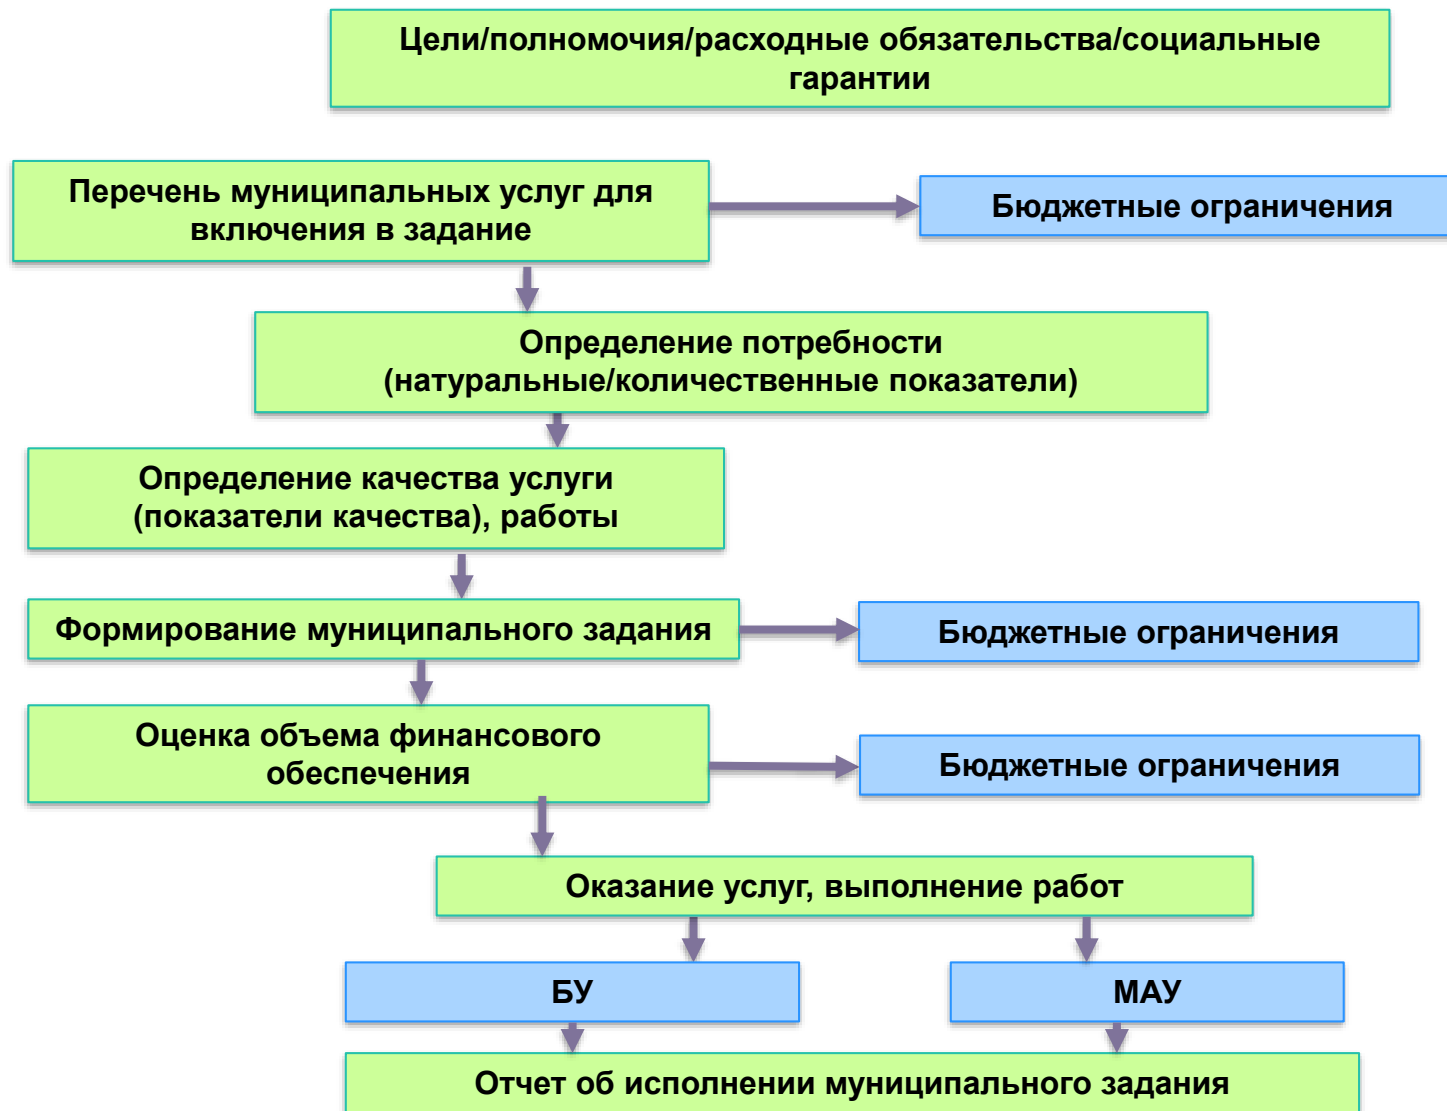 Цели/полномочия/расходные обязательства/социальные
гарантии
Перечень муниципальных услуг для
включения в задание
Бюджетные ограничения
Определение потребности
(натуральные/количественные показатели)
Определение качества услуги
(показатели качества), работы
Формирование муниципального задания
Бюджетные ограничения
Оценка объема финансового
обеспечения
Бюджетные ограничения
Оказание услуг, выполнение работ
БУ
МАУ
Отчет об исполнении муниципального задания